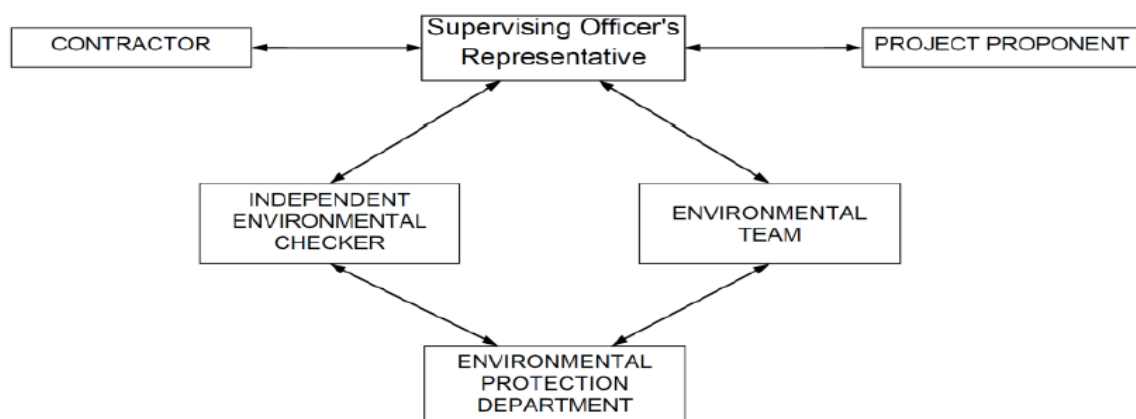 CONTRACTOR
Supervising Officer's
Representative
PROJECT PROPONENT
INDEPENDENT
ENVIRONMENTAL
CHECKER
ENVIRONMENTAL
TEAM
ENVIRONMENTAL
PROTECTION
DEPARTMENT